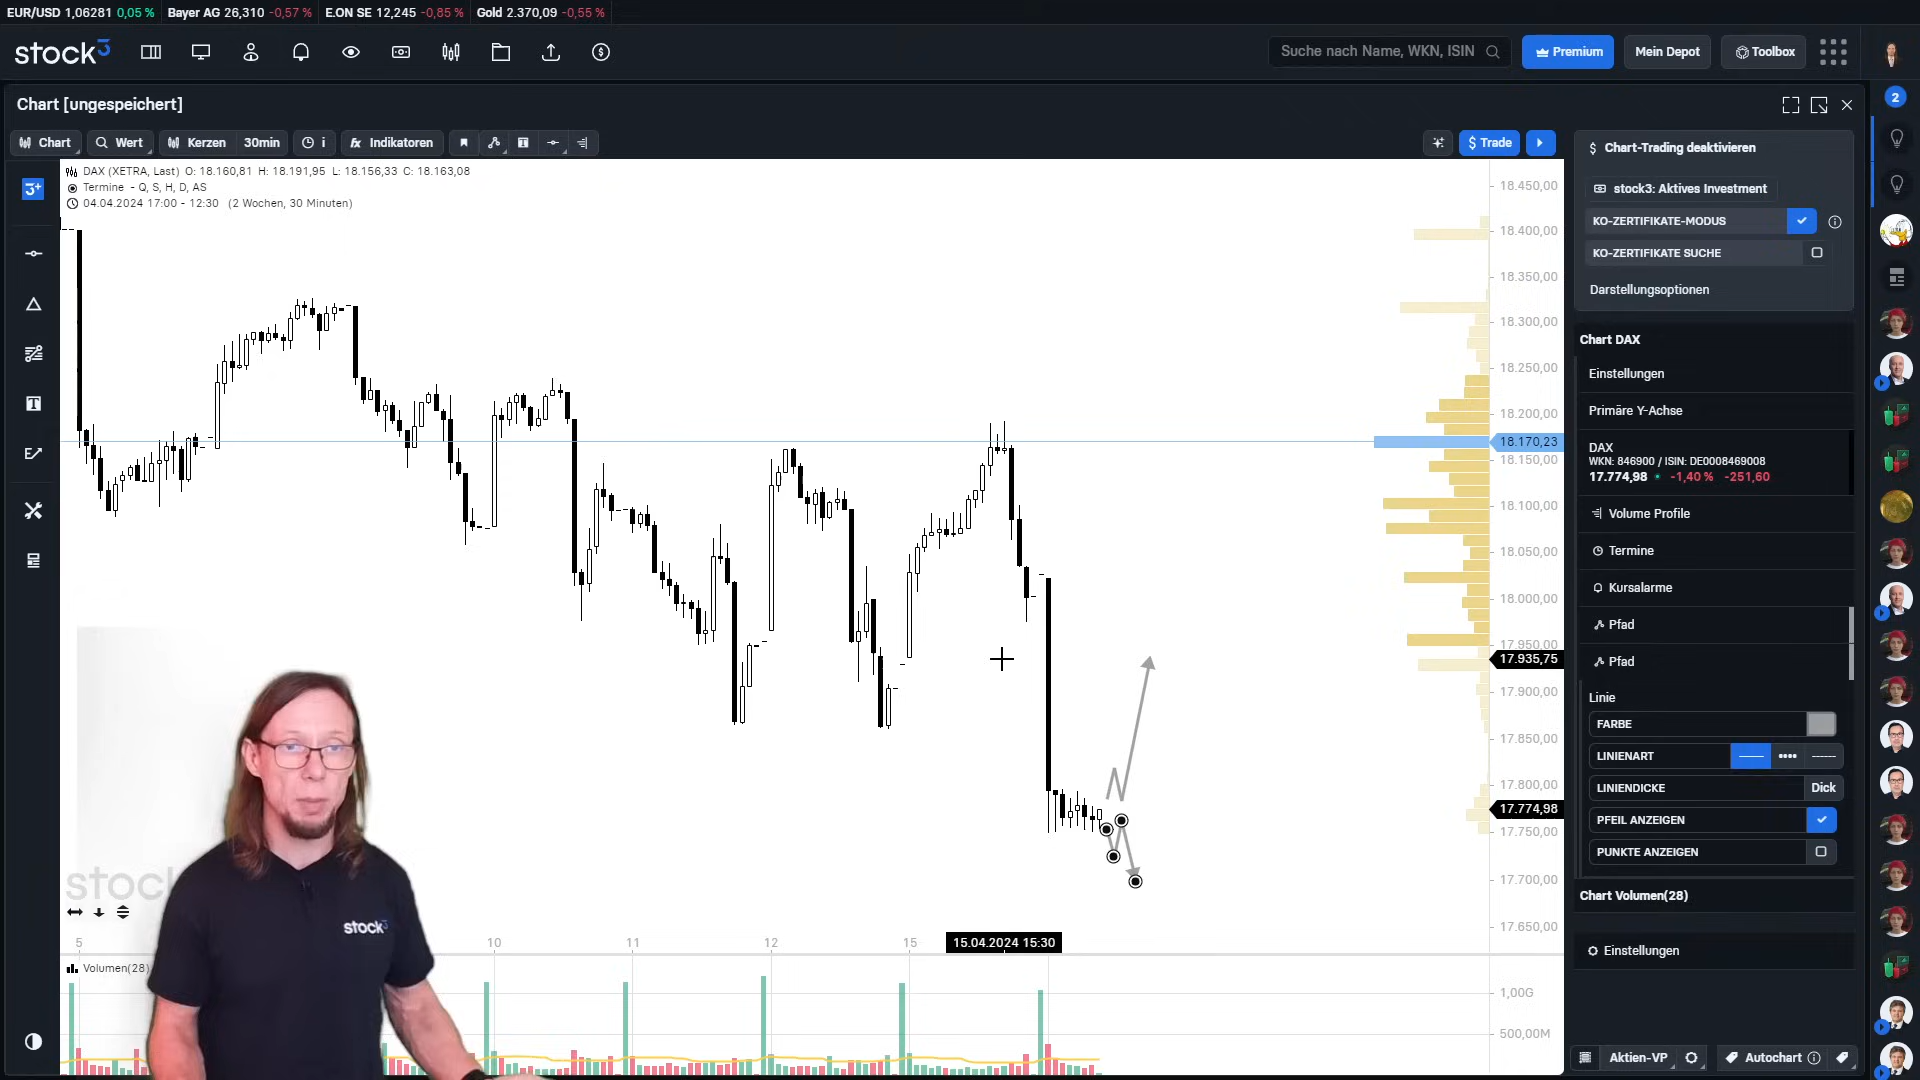 EUR/USD 1,06281 0,05 % Bayer AG 26,310 -0,57 % E.ON SE 12,245 -0,85 % Gold 2.370,09 -0,55 %
stock3
Suche nach Name, WKN, ISIN
Premium
Mein Depot
Toolbox
Chart [ungespeichert]
2
Chart
Wert
Kerzen
30min
i
fx Indikatoren
$ Trade
$ Chart-Trading deaktivieren
DAX (XETRA, Last) O: 18.160,81 H: 18.191,95 L: 18.156,33 C: 18.163,08
Termine - Q, S, H, D, AS
04.04.2024 17:00 - 12:30 (2 Wochen, 30 Minuten)
3+
stock3: Aktives Investment
KO-ZERTIFIKATE-MODUS
KO-ZERTIFIKATE SUCHE
Darstellungsoptionen
18.450,00
18.400,00
18.350,00
18.300,00
18.250,00
18.200,00
18.170,23
18.150,00
18.100,00
18.050,00
18.000,00
17.950,00
17.935,75
17.900,00
17.850,00
17.800,00
17.774,98
17.750,00
17.700,00
17.650,00
Chart DAX
Einstellungen
Primäre Y-Achse
DAX
WKN: 846900 / ISIN: DE0008469008
17.774,98 -1,40 % -251,60
Volume Profile
Termine
Kursalarme
Pfad
Pfad
Linie
FARBE
LINIENART
LINIENDICKE Dick
PFEIL ANZEIGEN
PUNKTE ANZEIGEN
Chart Volumen(28)
Einstellungen
stock
stock3
5
10
11
12
15
15.04.2024 15:30
Volumen(28)
1,00G
500,00M
Aktien-VP
Autochart